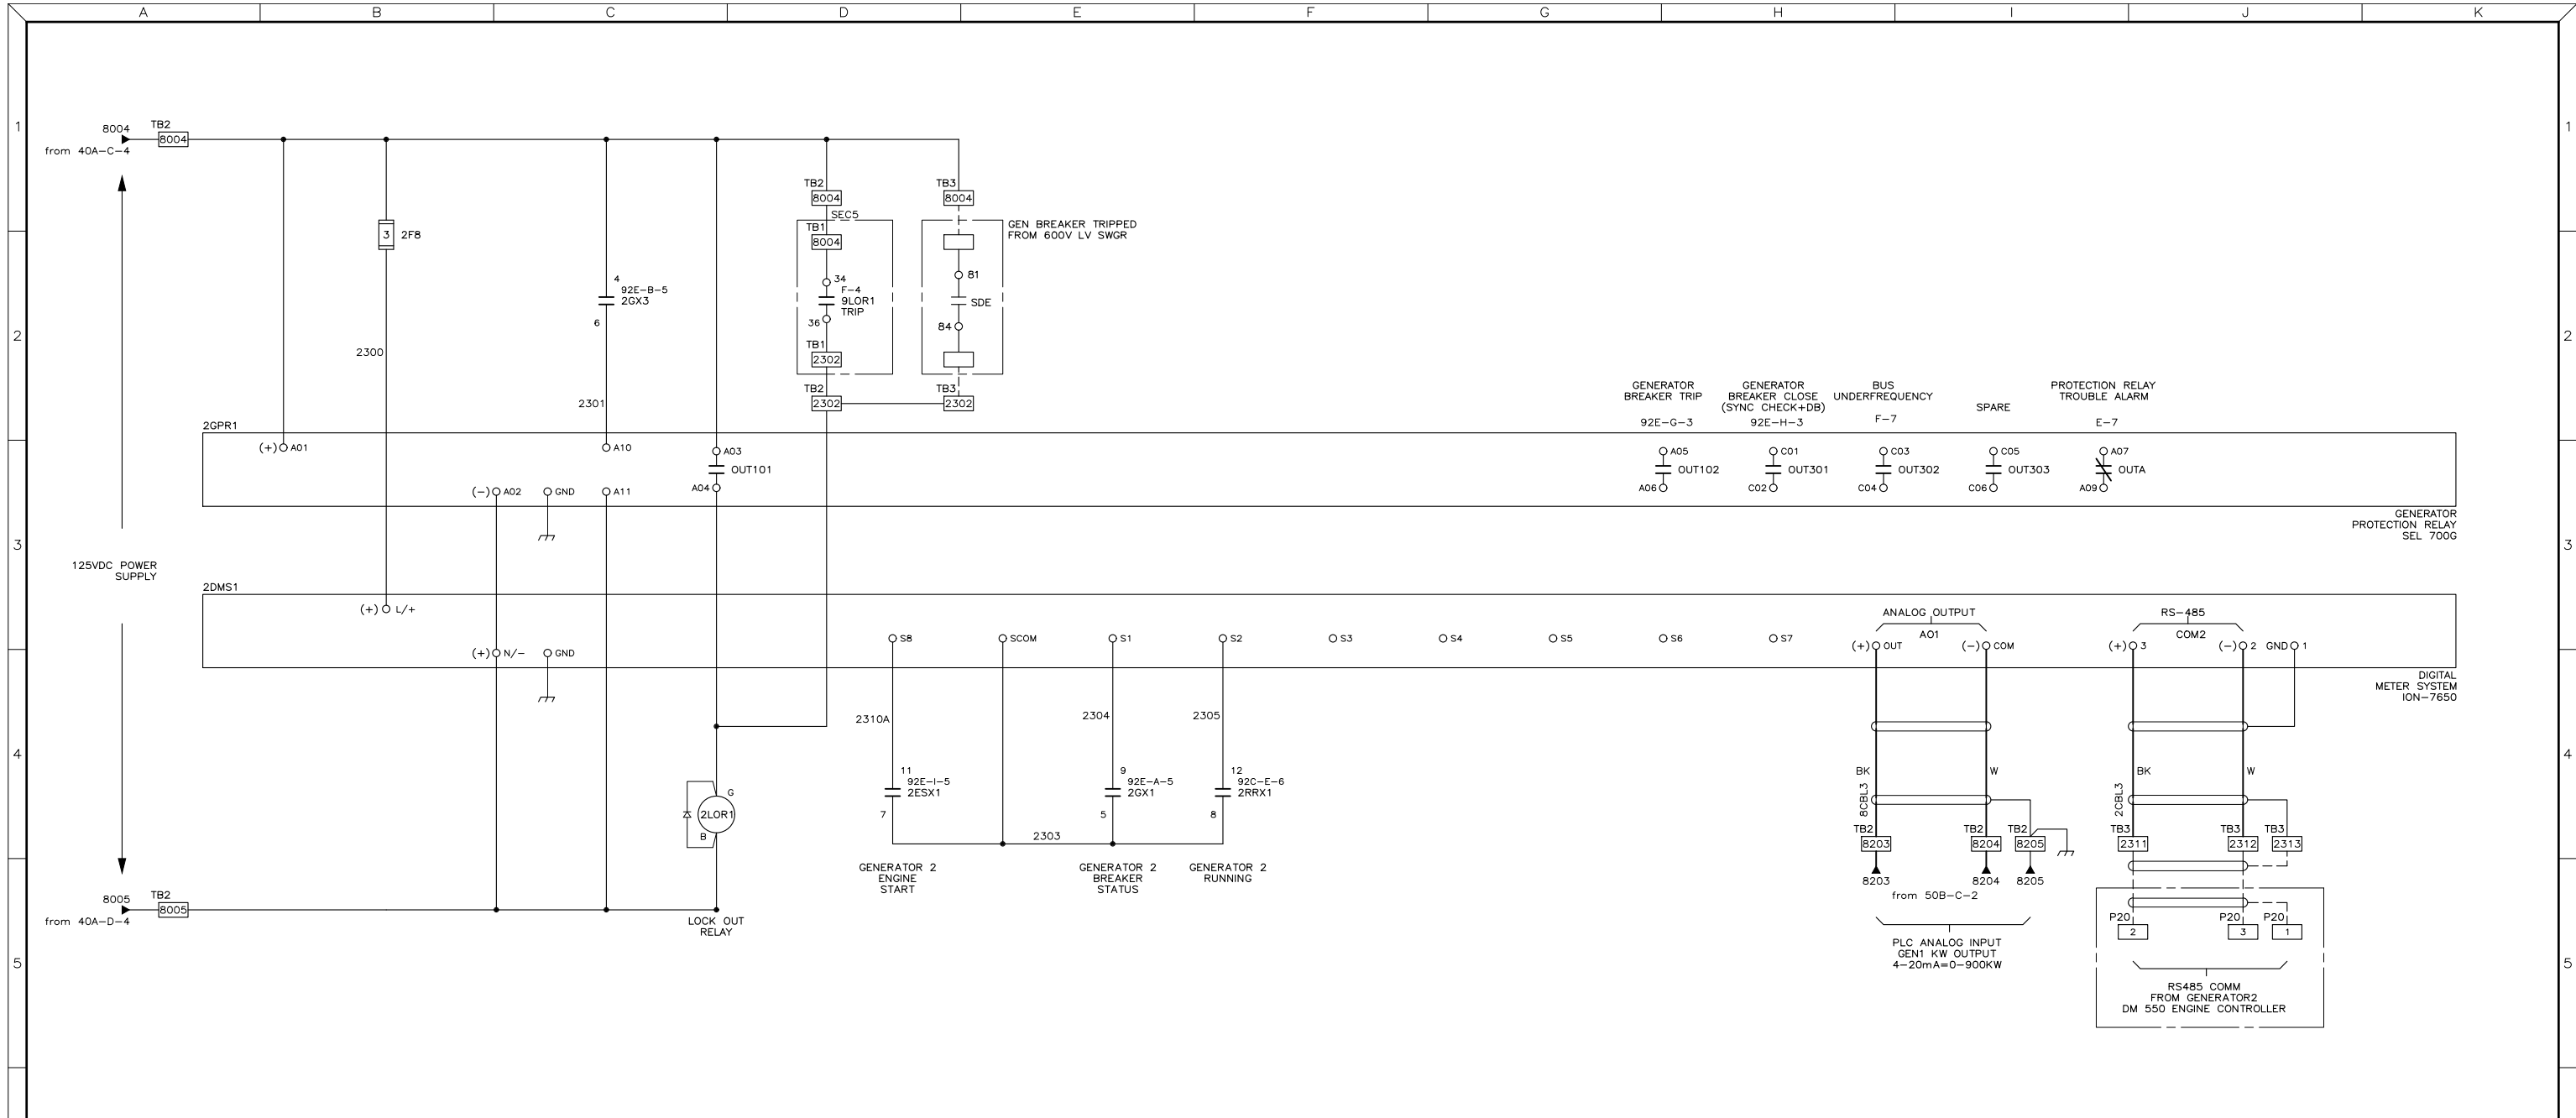 A B C D E F G H I J K
1 1
8004 TB2
8004
from 40A-C-4
TB2
8004
TB3
8004
SEC5
TB1
8004
GEN BREAKER TRIPPED
FROM 600V LV SWGR
3 2F8
81
34
F-4
9LOR1
TRIP
36
SDE
84
4
92E-B-5
2GX3
6
2 2
2300
TB1
2302
TB2
2302
TB3
2302
2301
GENERATOR
BREAKER TRIP
92E-G-3
GENERATOR
BREAKER CLOSE
(SYNC CHECK+DB)
92E-H-3
BUS
UNDERFREQUENCY
F-7
SPARE
PROTECTION RELAY
TROUBLE ALARM
E-7
2GPR1
(+) A01
A10
A03
OUT101
A04
(-) A02
GND
A11
A05
OUT102
A06
C01
OUT301
C02
C03
OUT302
C04
C05
OUT303
C06
A07
OUTA
A09
GENERATOR
PROTECTION RELAY
SEL 700G
3 3
125VDC POWER
SUPPLY
2DMS1
(+) L/+
(+) N/-
GND
S8
SCOM
S1
S2
S3
S4
S5
S6
S7
ANALOG OUTPUT
AO1
(+) OUT
(-) COM
RS-485
COM2
(+) 3
(-) 2
GND 1
DIGITAL
METER SYSTEM
ION-7650
4 4
2310A
2304
2305
11
92E-I-5
2ESX1
7
9
92E-A-5
2GX1
5
12
92C-E-6
2RRX1
8
2303
G
2LOR1
B
BK
W
8CBL3
BK
W
2CBL3
TB2
8203
TB2
8204
TB2
8205
TB3
2311
TB3
2312
TB3
2313
8203
8204
8205
from 50B-C-2
GENERATOR 2
ENGINE
START
GENERATOR 2
BREAKER
STATUS
GENERATOR 2
RUNNING
8005 TB2
8005
from 40A-D-4
LOCK OUT
RELAY
P20
2
P20
3
P20
1
PLC ANALOG INPUT
GEN1 KW OUTPUT
4-20mA=0-900KW
5 5
RS485 COMM
FROM GENERATOR2
DM 550 ENGINE CONTROLLER